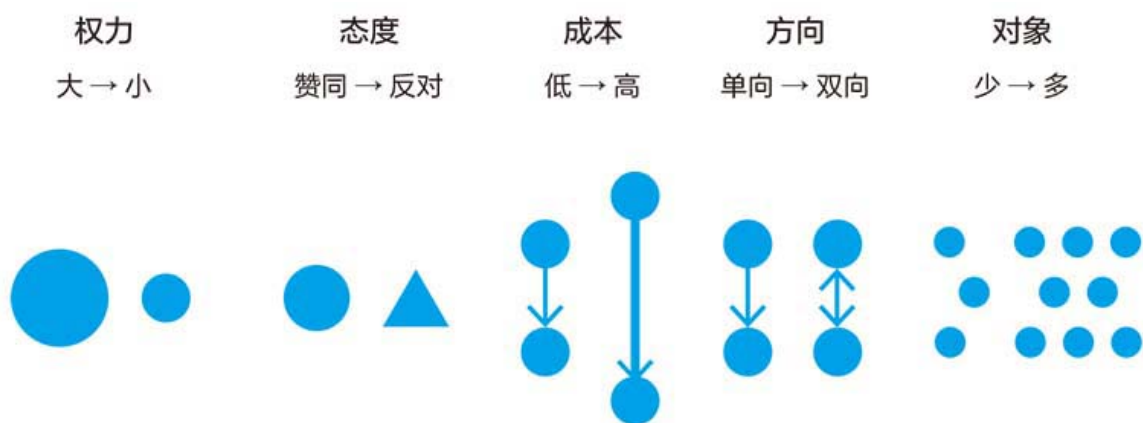 权力 态度 成本 方向 对象
大 → 小 赞同 → 反对 低 → 高 单向 → 双向 少 → 多